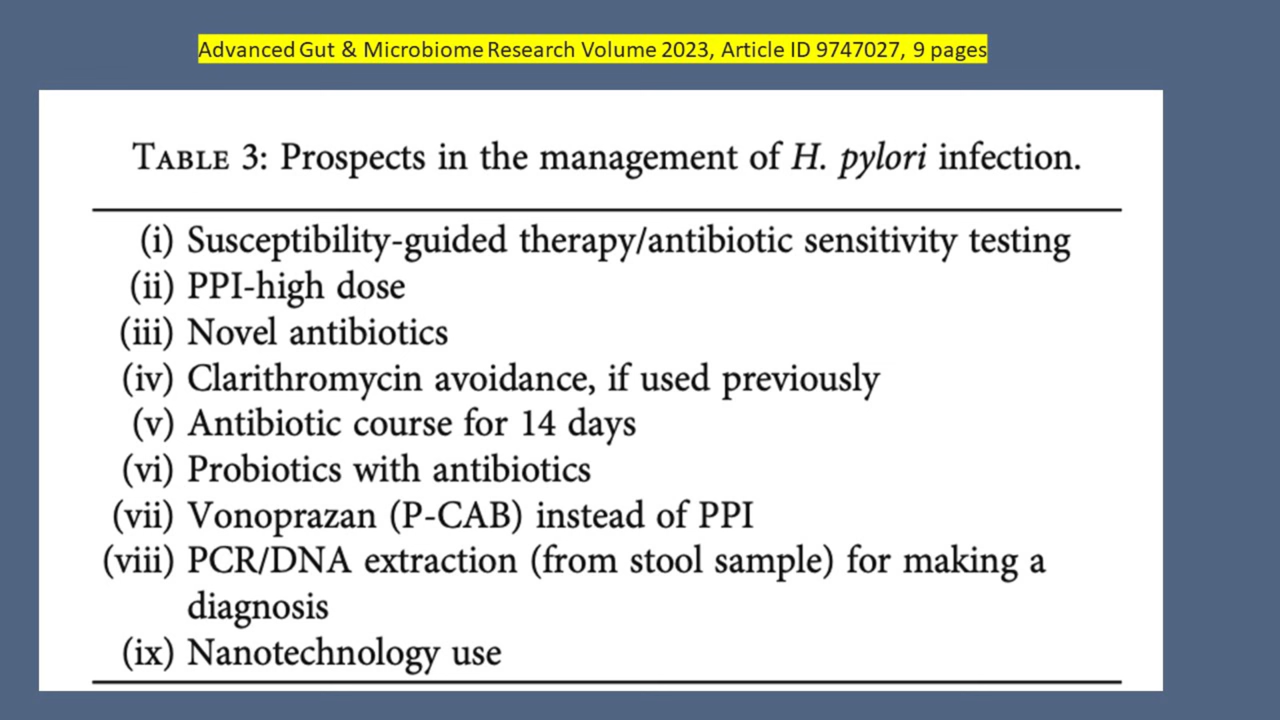 Advanced Gut & Microbiome Research Volume 2023, Article ID 9747027, 9 pages
TABLE 3: Prospects in the management of H. pylori infection.
(i) Susceptibility-guided therapy/antibiotic sensitivity testing
(ii) PPI-high dose
(iii) Novel antibiotics
(iv) Clarithromycin avoidance, if used previously
(v) Antibiotic course for 14 days
(vi) Probiotics with antibiotics
(vii) Vonoprazan (P-CAB) instead of PPI
(viii) PCR/DNA extraction (from stool sample) for making a
diagnosis
(ix) Nanotechnology use